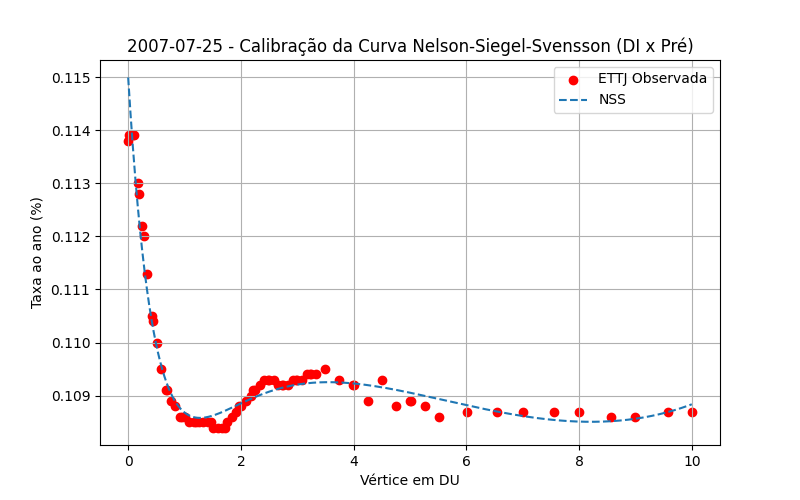 2007-07-25 - Calibração da Curva Nelson-Siegel-Svensson (DI x Pré)
ETTJ Observada
NSS
Taxa ao ano (%)
0.115
0.114
0.113
0.112
0.111
0.110
0.109
0 2 4 6 8 10
Vértice em DU